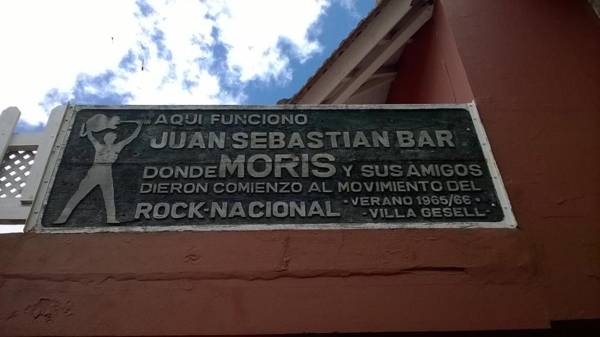 AQUI FUNCIONO
JUAN SEBASTIAN BAR
DONDE MORIS Y SUS AMIGOS
DIERON COMIENZO AL MOVIMIENTO DEL
ROCK-NACIONAL - VERANO 1965/66 -
- VILLA GESELL -